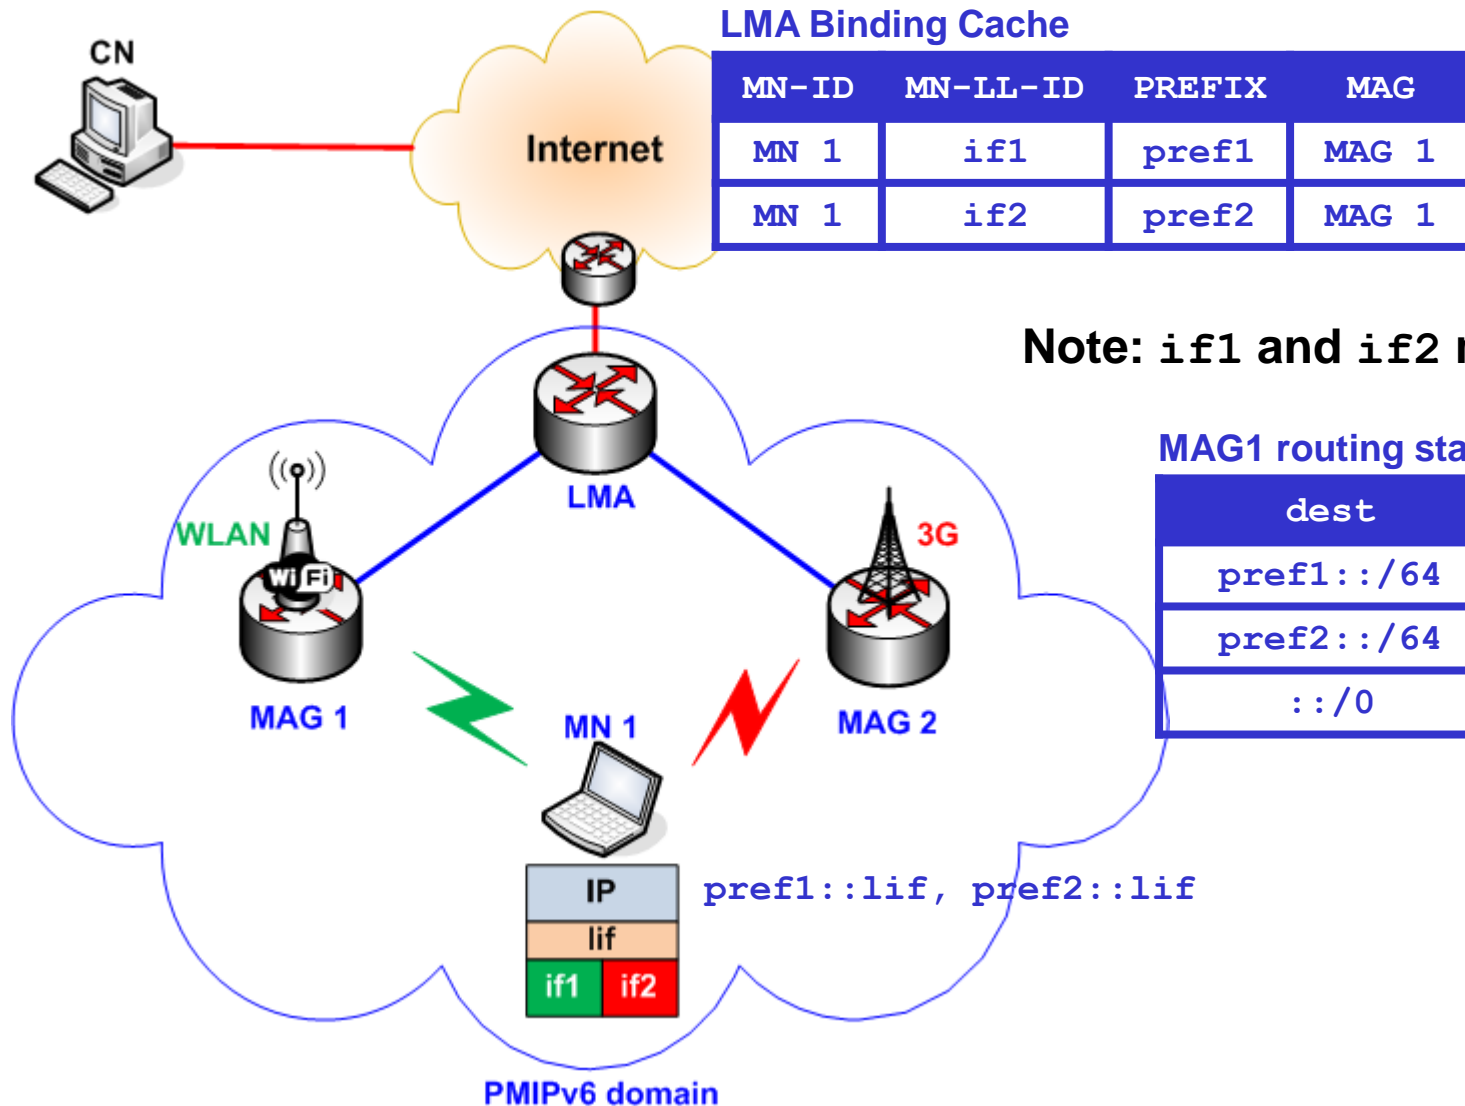 LMA Binding Cache
CN
MN-ID MN-LL-ID PREFIX MAG
MN 1 if1 pref1 MAG 1
MN 1 if2 pref2 MAG 1
Internet
Note: if1 and if2
MAG1 routing sta
dest
pref1::/64
pref2::/64
::/0
LMA
WLAN
Wi Fi
3G
MAG 1
MN 1
MAG 2
IP
pref1::lif, pref2::lif
lif
if1 if2
PMIPv6 domain